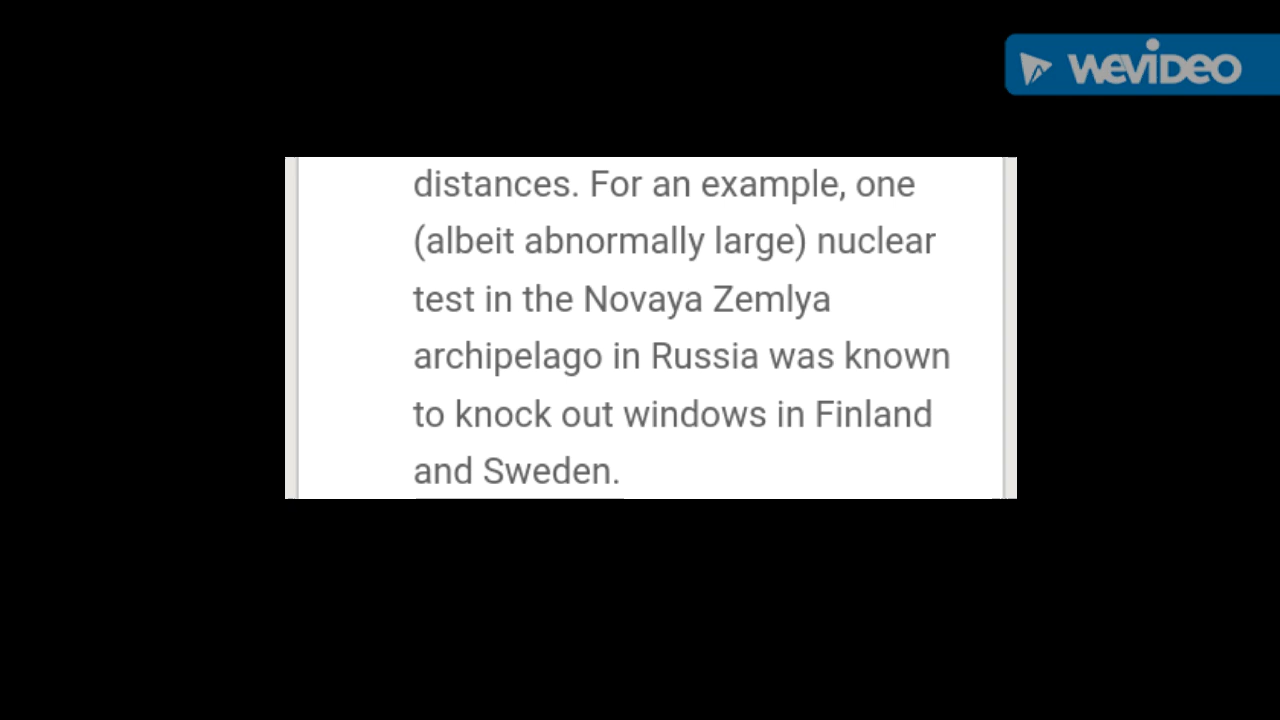 WEVIDEO
distances. For an example, one
(albeit abnormally large) nuclear
test in the Novaya Zemlya
archipelago in Russia was known
to knock out windows in Finland
and Sweden.